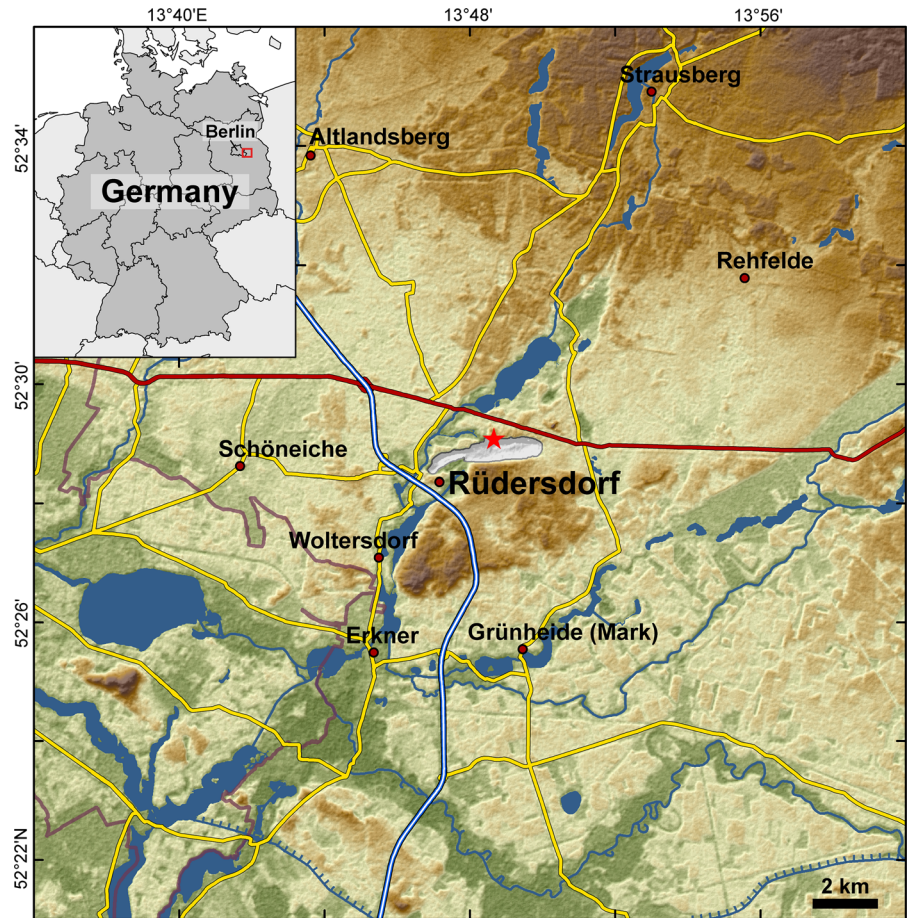 13°40'E
13°48'
13°56'
Strausberg
Berlin
Altlandsberg
52°34'
Germany
Rehfelde
52°30'
Schöneiche
Rüdersdorf
Woltersdorf
52°26'
Erkner
Grünheide (Mark)
52°22'N
2 km